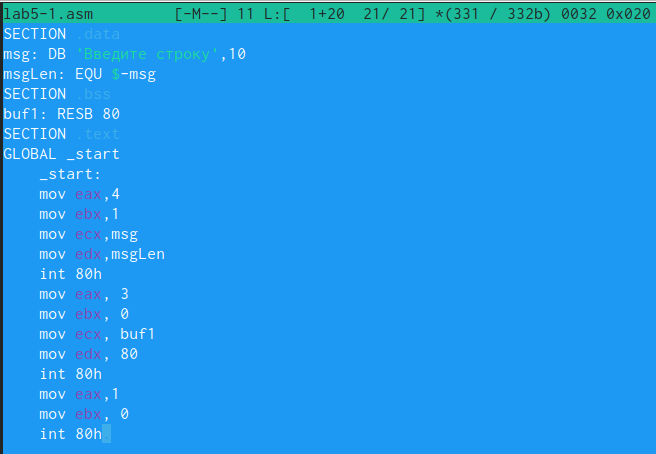 lab5-1.asm [-M--] 11 L:[ 1+20 21/ 21] *(331 / 332b) 0032 0x020
SECTION .data
msg: DB 'Введите строку',10
msgLen: EQU $-msg
SECTION .bss
buf1: RESB 80
SECTION .text
GLOBAL _start
_start:
mov eax,4
mov ebx,1
mov ecx,msg
mov edx,msgLen
int 80h
mov eax, 3
mov ebx, 0
mov ecx, buf1
mov edx, 80
int 80h
mov eax,1
mov ebx, 0
int 80h